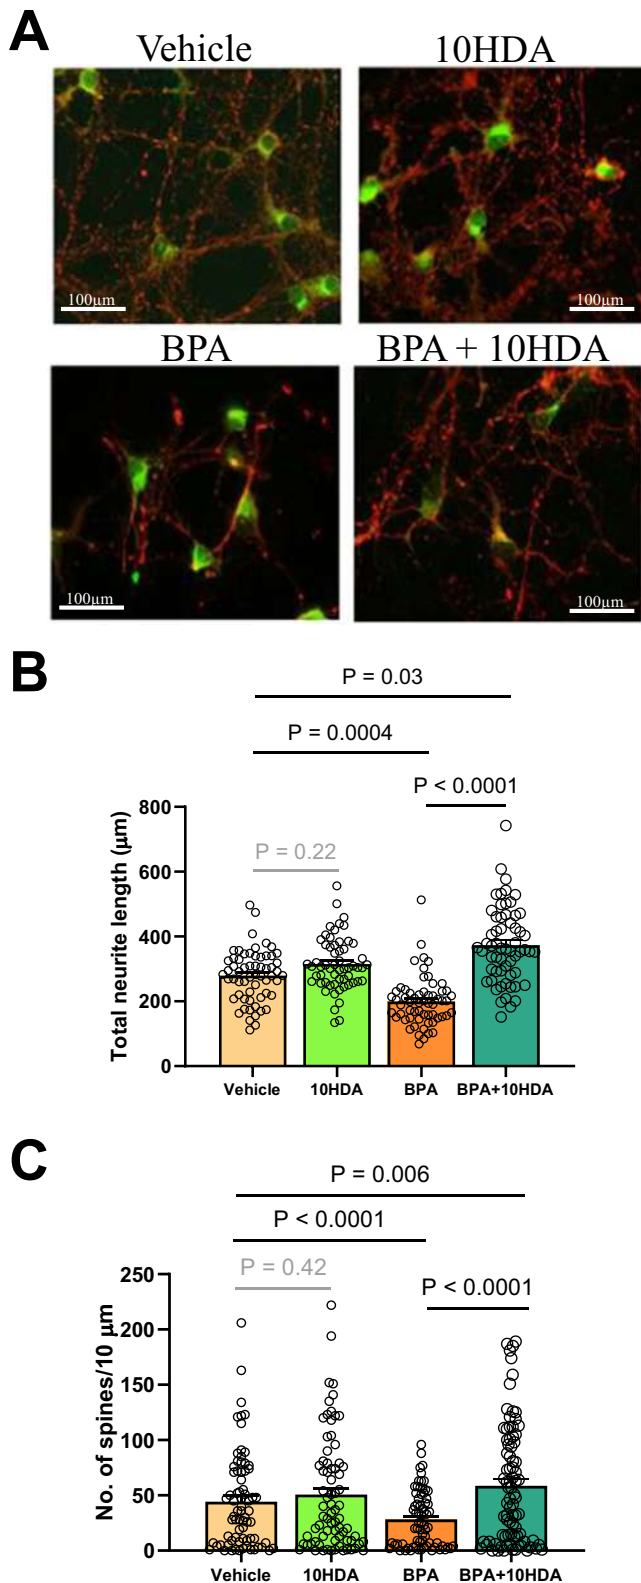 A
Vehicle 10HDA
100µm 100µm
BPA BPA + 10HDA
100µm 100µm
B
P = 0.03
P = 0.0004
P < 0.0001
P = 0.22
Total neurite length (µm)
800
600
400
200
0
Vehicle 10HDA BPA BPA+10HDA
C
P = 0.006
P < 0.0001
P = 0.42
P < 0.0001
No. of spines/10 µm
250
200
150
100
50
0
Vehicle 10HDA BPA BPA+10HDA